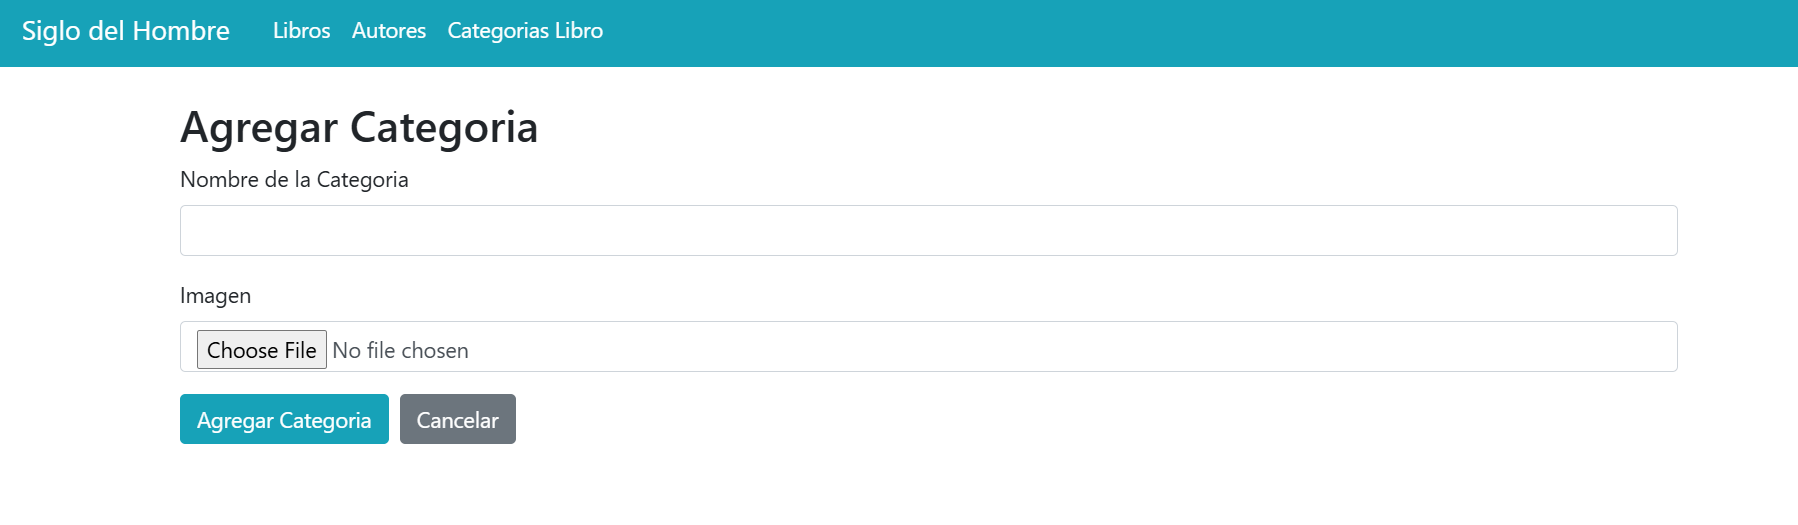 Siglo del Hombre Libros Autores Categorias Libro
Agregar Categoria
Nombre de la Categoria
Imagen
Choose File No file chosen
Agregar Categoria Cancelar